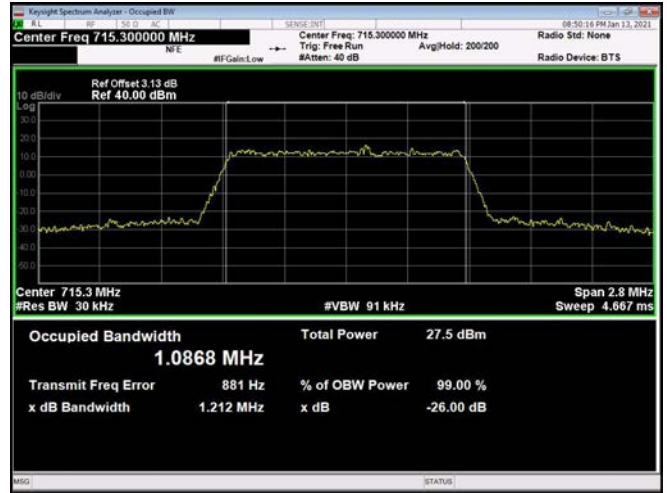 Keysight Spectrum Analyzer - Occupied BW
RL RF 50 Ω AC SENSE:INT 08:50:16 PM Jan 13, 2021
Center Freq 715.300000 MHz Center Freq: 715.300000 MHz Radio Std: None
NFE Trig: Free Run Avg|Hold: 200/200
#IFGain:Low #Atten: 40 dB Radio Device: BTS
Ref Offset 3.13 dB
10 dB/div Ref 40.00 dBm
Log
30.0
20.0
10.0
0.00
-10.0
-20.0
-30.0
-40.0
-50.0
Center 715.3 MHz Span 2.8 MHz
#Res BW 30 kHz #VBW 91 kHz Sweep 4.667 ms
Occupied Bandwidth Total Power 27.5 dBm
1.0868 MHz
Transmit Freq Error 881 Hz % of OBW Power 99.00 %
x dB Bandwidth 1.212 MHz x dB -26.00 dB
MSG STATUS